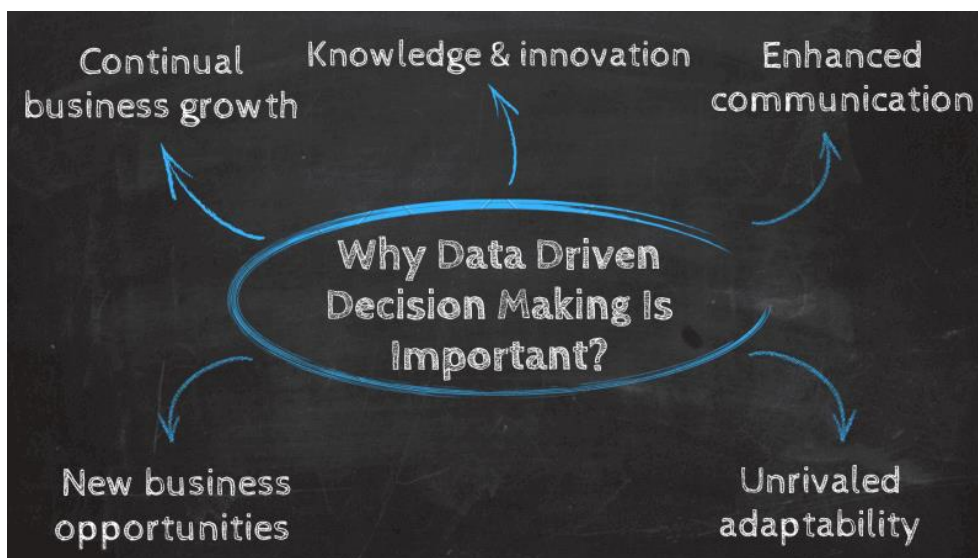 Continual
business growth
Knowledge & innovation
Enhanced
communication
Why Data Driven
Decision Making Is
Important?
New business
opportunities
Unrivaled
adaptability